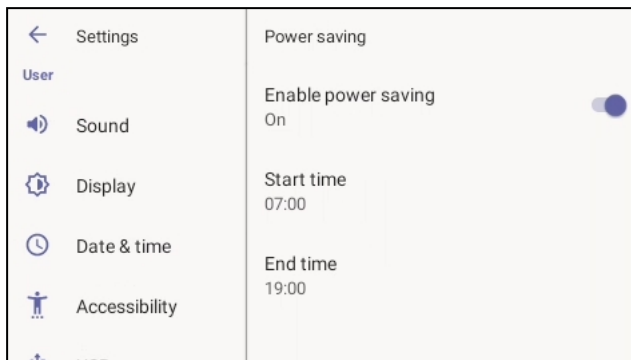 Settings
User
Sound
Display
Date & time
Accessibility
Power saving
Enable power saving
On
Start time
07:00
End time
19:00